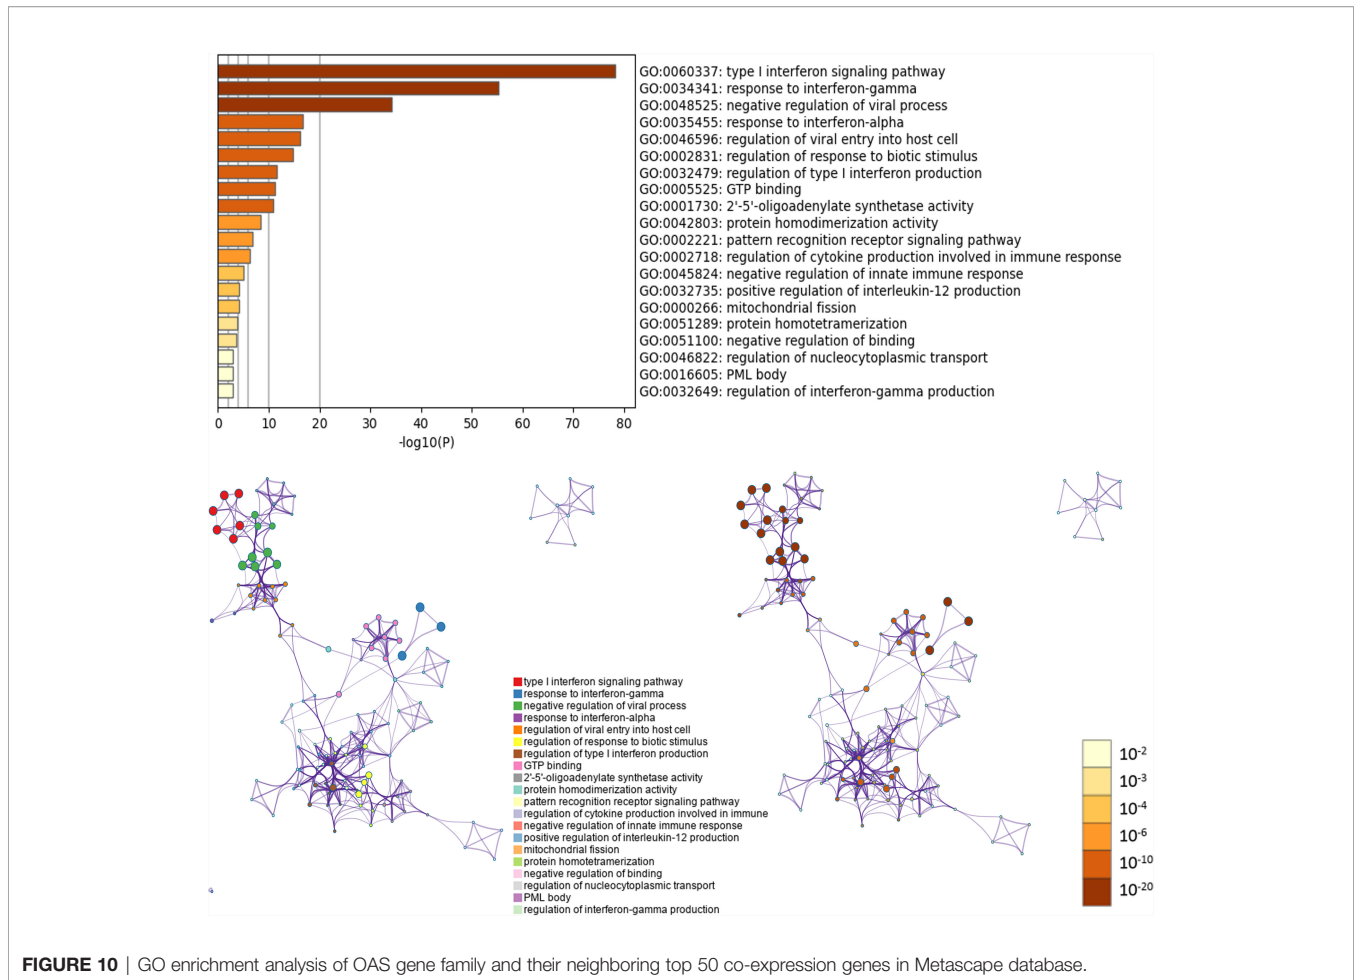 GO:0060337: type I interferon signaling pathway
GO:0034341: response to interferon-gamma
GO:0048525: negative regulation of viral process
GO:0035455: response to interferon-alpha
GO:0046596: regulation of viral entry into host cell
GO:0002831: regulation of response to biotic stimulus
GO:0032479: regulation of type I interferon production
GO:0005525: GTP binding
GO:0001730: 2'-5'-oligoadenylate synthetase activity
GO:0042803: protein homodimerization activity
GO:0002221: pattern recognition receptor signaling pathway
GO:0002718: regulation of cytokine production involved in immune response
GO:0045824: negative regulation of innate immune response
GO:0032735: positive regulation of interleukin-12 production
GO:0000266: mitochondrial fission
GO:0051289: protein homotetramerization
GO:0051100: negative regulation of binding
GO:0046822: regulation of nucleocytoplasmic transport
GO:0016605: PML body
GO:0032649: regulation of interferon-gamma production
0 10 20 30 40 50 60 70 80
-log10(P)
type I interferon signaling pathway
response to interferon-gamma
negative regulation of viral process
response to interferon-alpha
regulation of viral entry into host cell
regulation of response to biotic stimulus
regulation of type I interferon production
GTP binding
2'-5'-oligoadenylate synthetase activity
protein homodimerization activity
pattern recognition receptor signaling pathway
regulation of cytokine production involved in immune
negative regulation of innate immune response
positive regulation of interleukin-12 production
mitochondrial fission
protein homotetramerization
negative regulation of binding
regulation of nucleocytoplasmic transport
PML body
regulation of interferon-gamma production
10-2
10-3
10-4
10-6
10-10
10-20
FIGURE 10 | GO enrichment analysis of OAS gene family and their neighboring top 50 co-expression genes in Metascape database.